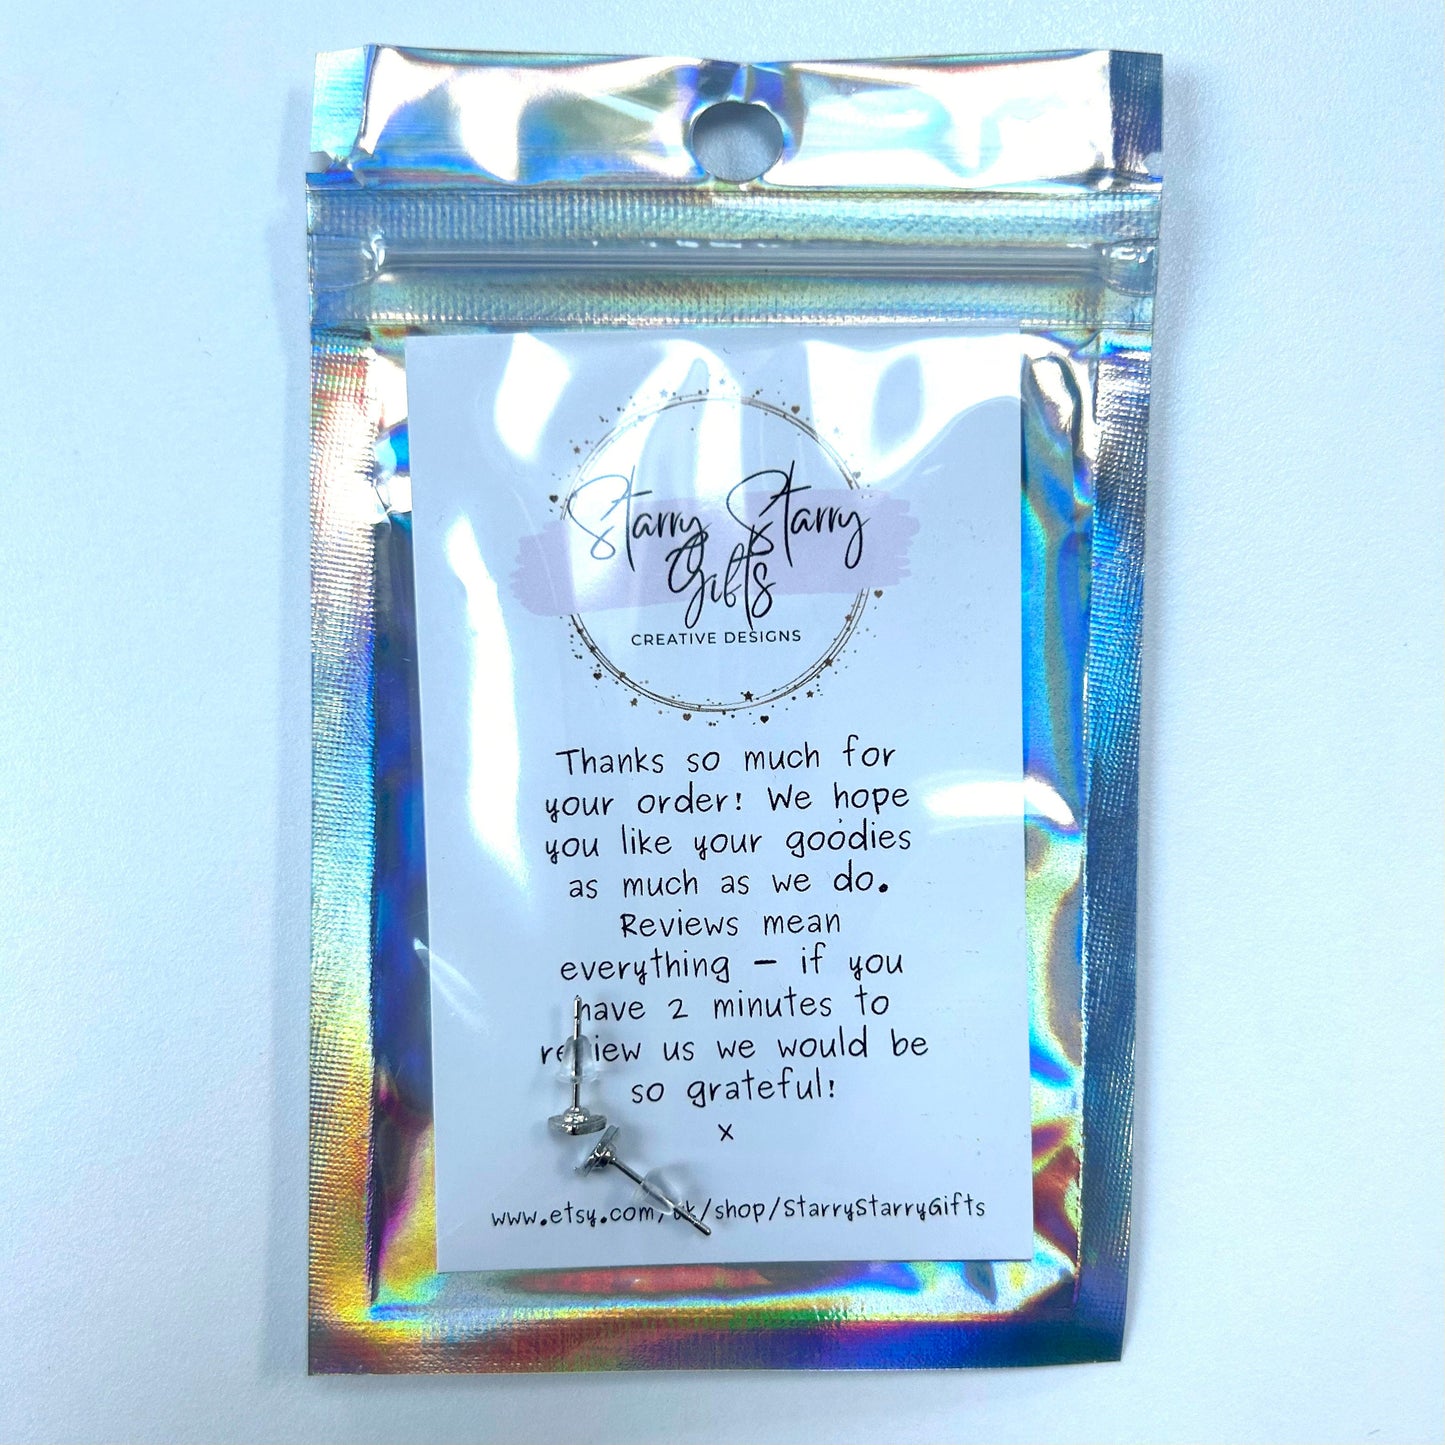 Starry Starry
Gifts
CREATIVE DESIGNS
Thanks so much for
your order! We hope
you like your goodies
as much as we do.
Reviews mean
everything – if you
have 2 minutes to
review us we would be
so grateful!
x
www.etsy.com/uk/shop/StarryStarryGifts